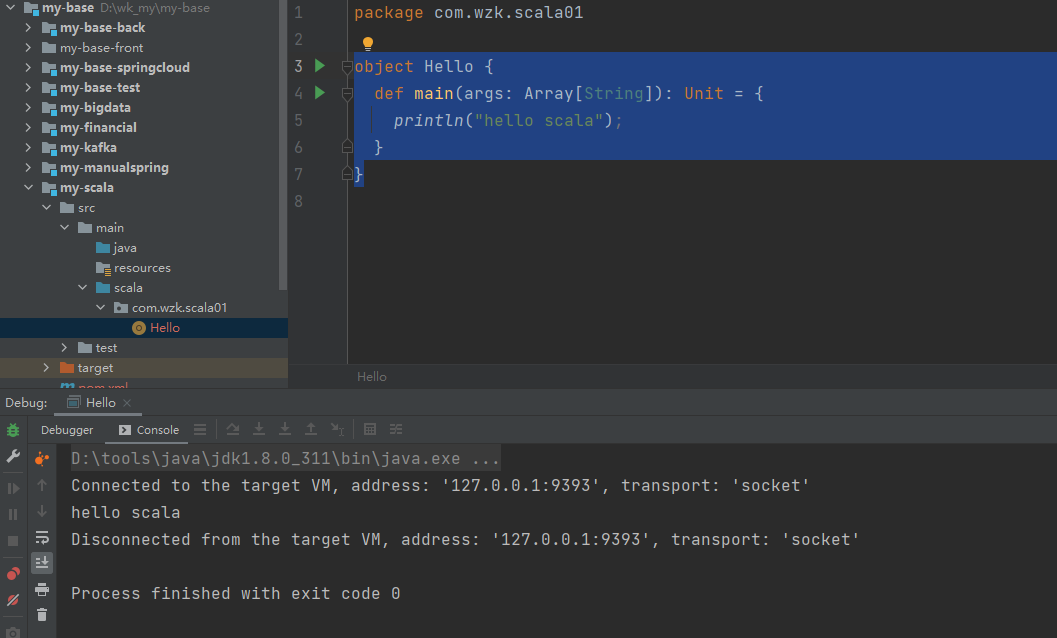 my-base D:\wk_my\my-base
my-base-back
my-base-front
my-base-springcloud
my-base-test
my-bigdata
my-financial
my-kafka
my-manualspring
my-scala
src
main
java
resources
scala
com.wzk.scala01
Hello
test
target
pom.xml
1 package com.wzk.scala01
2
3 object Hello {
4 def main(args: Array[String]): Unit = {
5 println("hello scala");
6 }
7 }
8
Hello
Debug: Hello
Debugger Console
D:\tools\java\jdk1.8.0_311\bin\java.exe ...
Connected to the target VM, address: '127.0.0.1:9393', transport: 'socket'
hello scala
Disconnected from the target VM, address: '127.0.0.1:9393', transport: 'socket'
Process finished with exit code 0